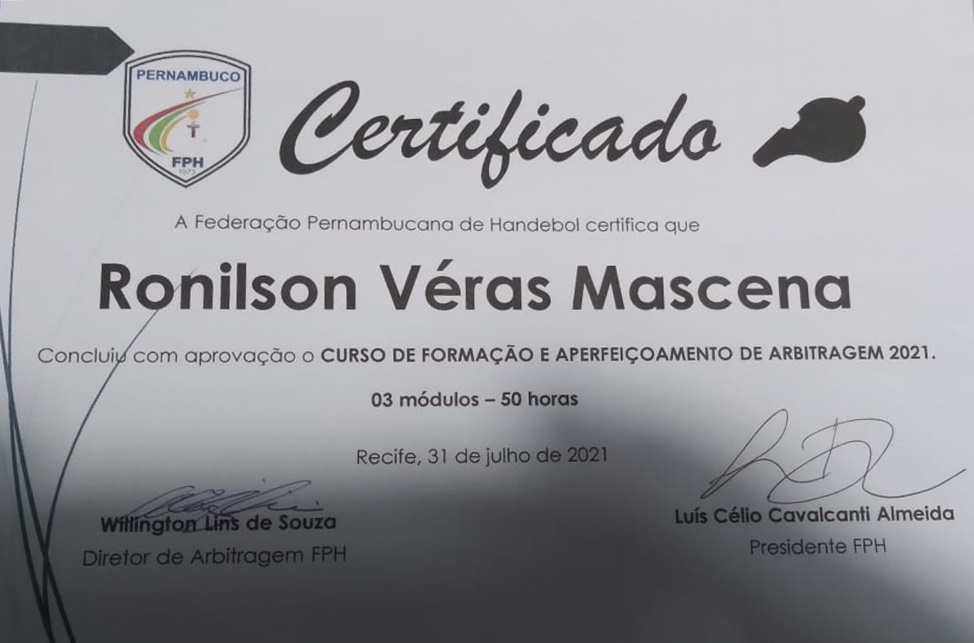 PERNAMBUCO
FPH
1973
Certificado
A Federação Pernambucana de Handebol certifica que
Ronilson Véras Mascena
Concluiu com aprovação o CURSO DE FORMAÇÃO E APERFEIÇOAMENTO DE ARBITRAGEM 2021.
03 módulos – 50 horas
Recife, 31 de julho de 2021
Willington Lins de Souza
Diretor de Arbitragem FPH
Luís Célio Cavalcanti Almeida
Presidente FPH